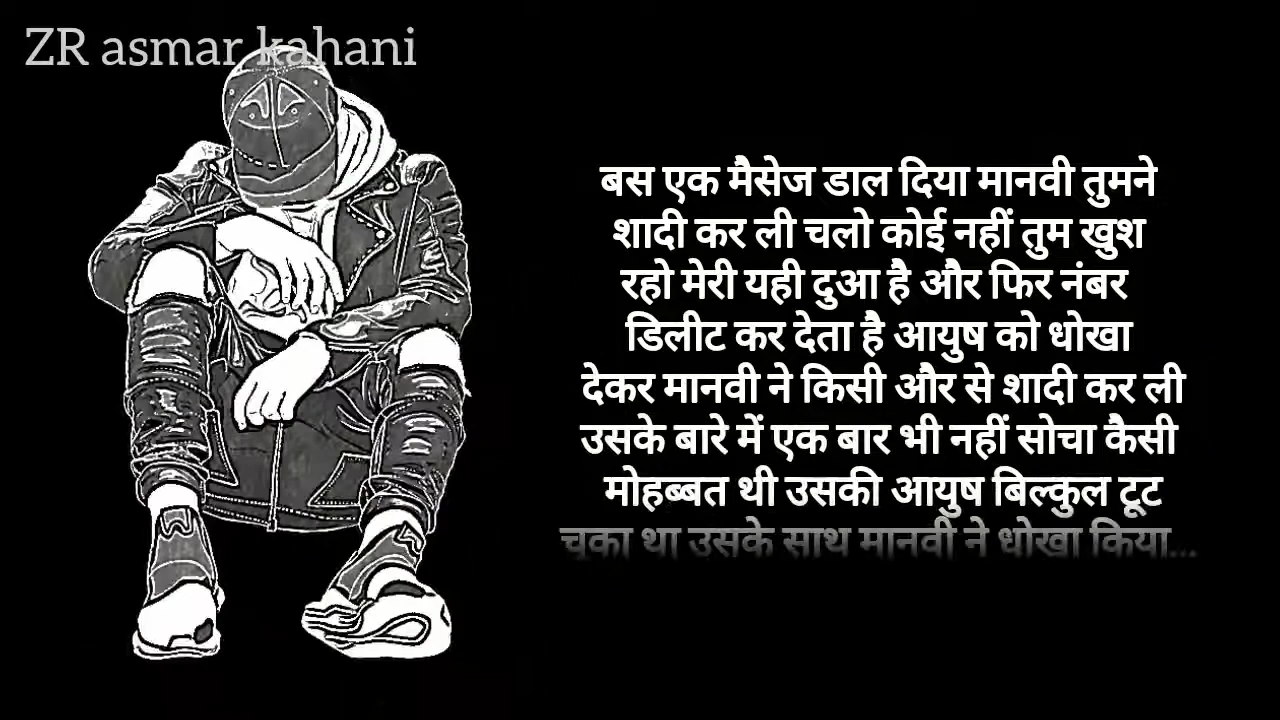 ZR asmar kahani
बस एक मैसेज डाल दिया मानवी तुमने
शादी कर ली चलो कोई नहीं तुम खुश
रहो मेरी यही दुआ है और फिर नंबर
डिलीट कर देता है आयुष को धोखा
देकर मानवी ने किसी और से शादी कर ली
उसके बारे में एक बार भी नहीं सोचा कैसी
मोहब्बत थी उसकी आयुष बिल्कुल टूट
चुका था उसके साथ मानवी ने धोखा किया...